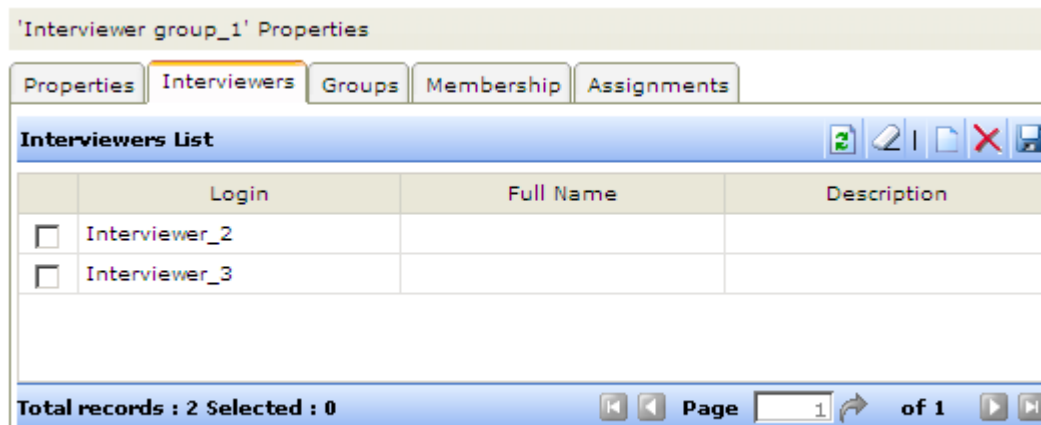 'Interviewer group_1' Properties
Properties Interviewers Groups Membership Assignments
Interviewers List
Login Full Name Description
Interviewer_2
Interviewer_3
Total records : 2 Selected : 0 Page 1 of 1